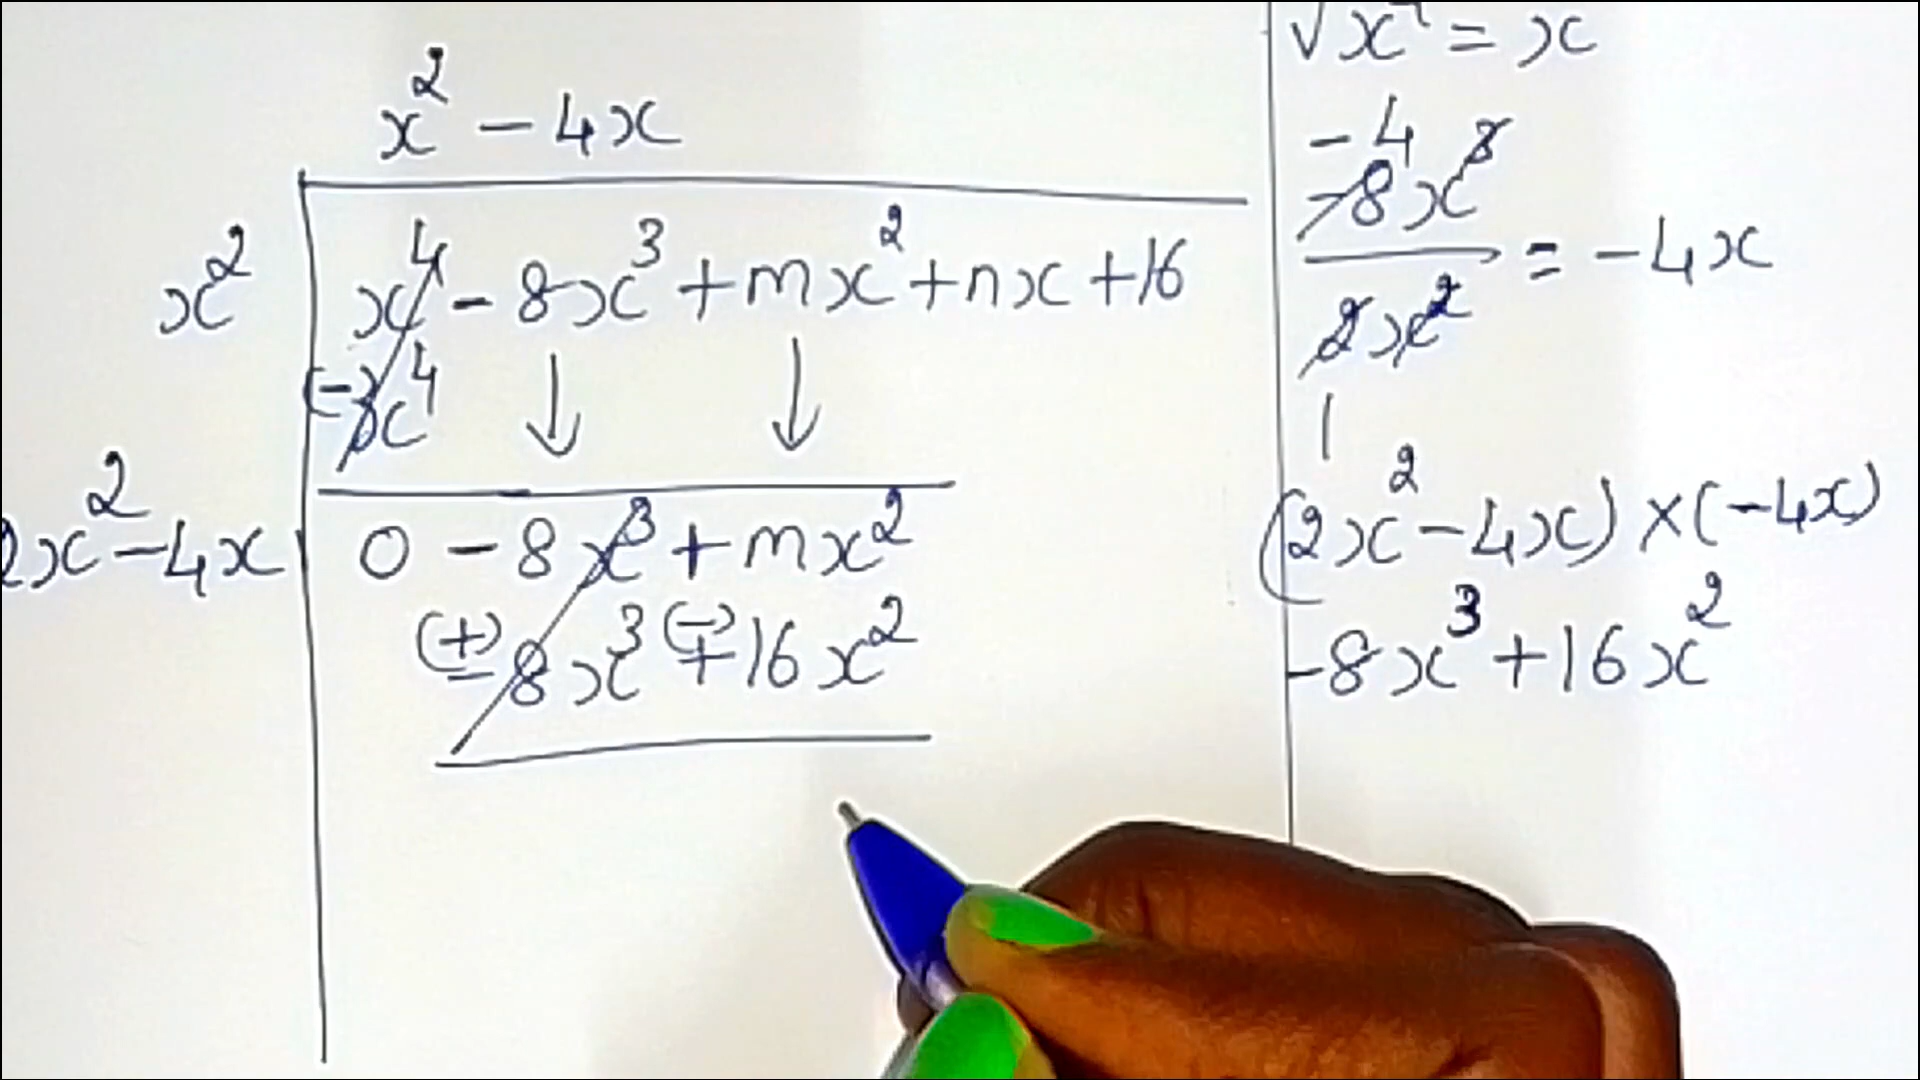 x² - 4x
x² x⁴ - 8x³ + mx² + nx + 16
(-) x⁴
2x² - 4x 0 - 8x³ + mx²
(+) - 8x³ (-) + 16x²
= x
-4
-8x³
= -4x
2x²
1
(2x² - 4x) × (-4x)
-8x³ + 16x²